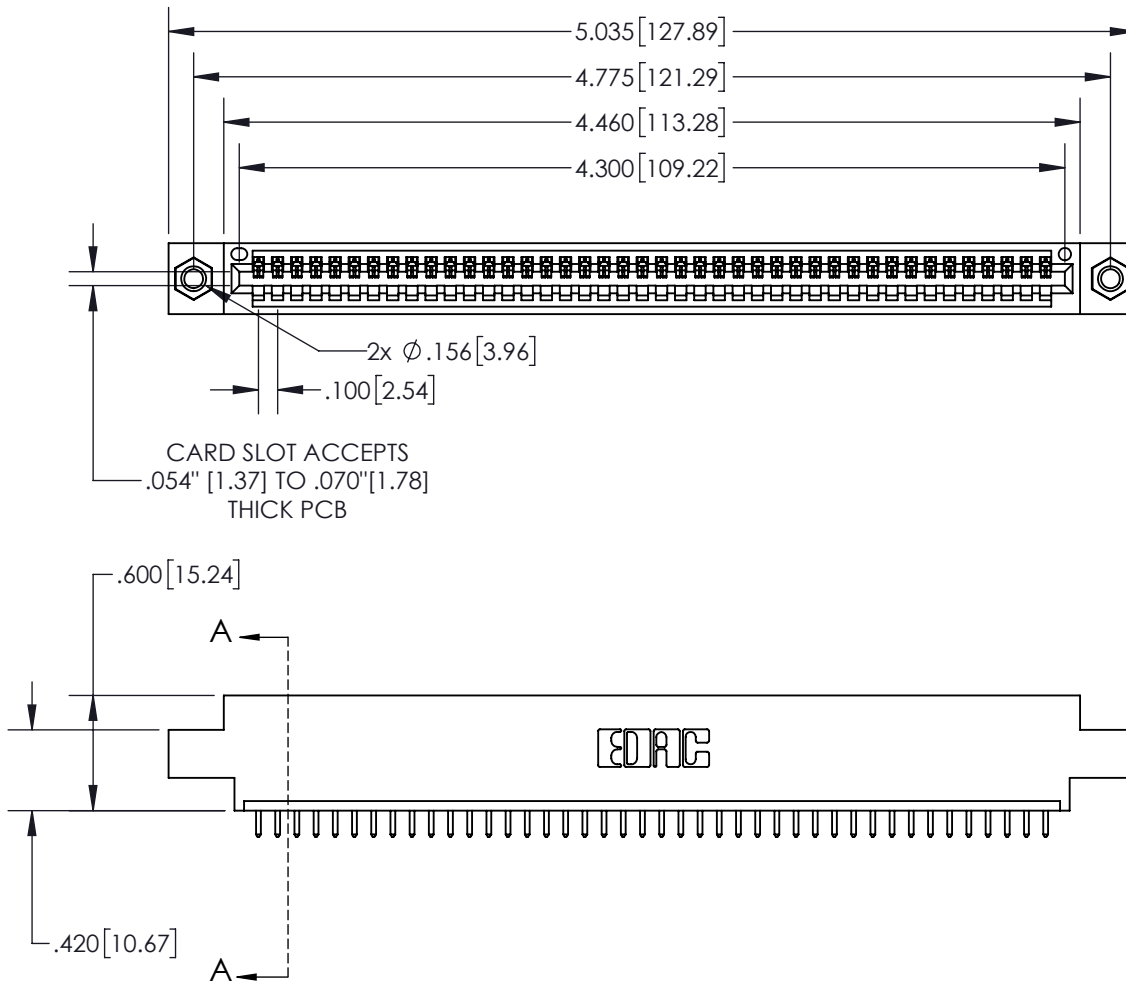 5.035[127.89]
4.775[121.29]
4.460[113.28]
4.300[109.22]
2x Ø.156[3.96]
.100[2.54]
CARD SLOT ACCEPTS
.054" [1.37] TO .070"[1.78]
THICK PCB
.600[15.24]
A
EDAC
.420[10.67]
A